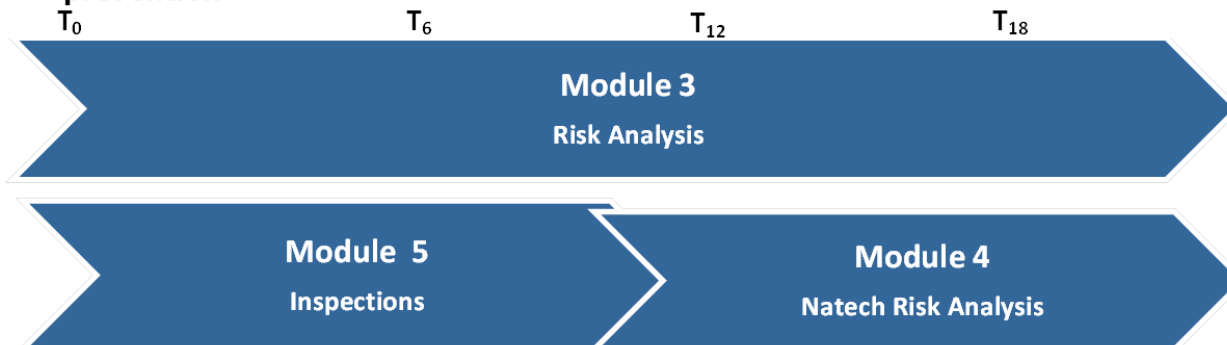 T0 T6 T12 T18
Module 3
Risk Analysis
Module 5
Inspections
Module 4
Natech Risk Analysis